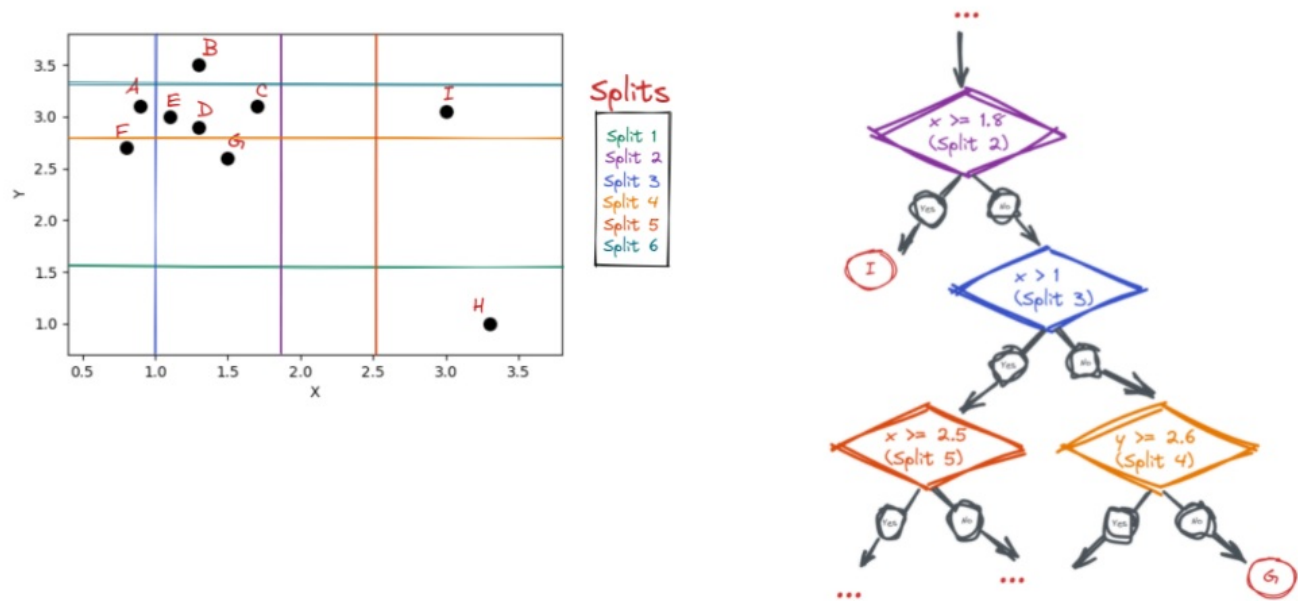 3.5
3.0
2.5
2.0
1.5
1.0
Y
0.5 1.0 1.5 2.0 2.5 3.0 3.5
X
B
A
E
D
C
I
F
G
H
Splits
Split 1
Split 2
Split 3
Split 4
Split 5
Split 6
...
x >= 1.8
(Split 2)
Yes
No
I
x > 1
(Split 3)
Yes
No
x >= 2.5
(Split 5)
y >= 2.6
(Split 4)
Yes
No
Yes
No
...
...
G